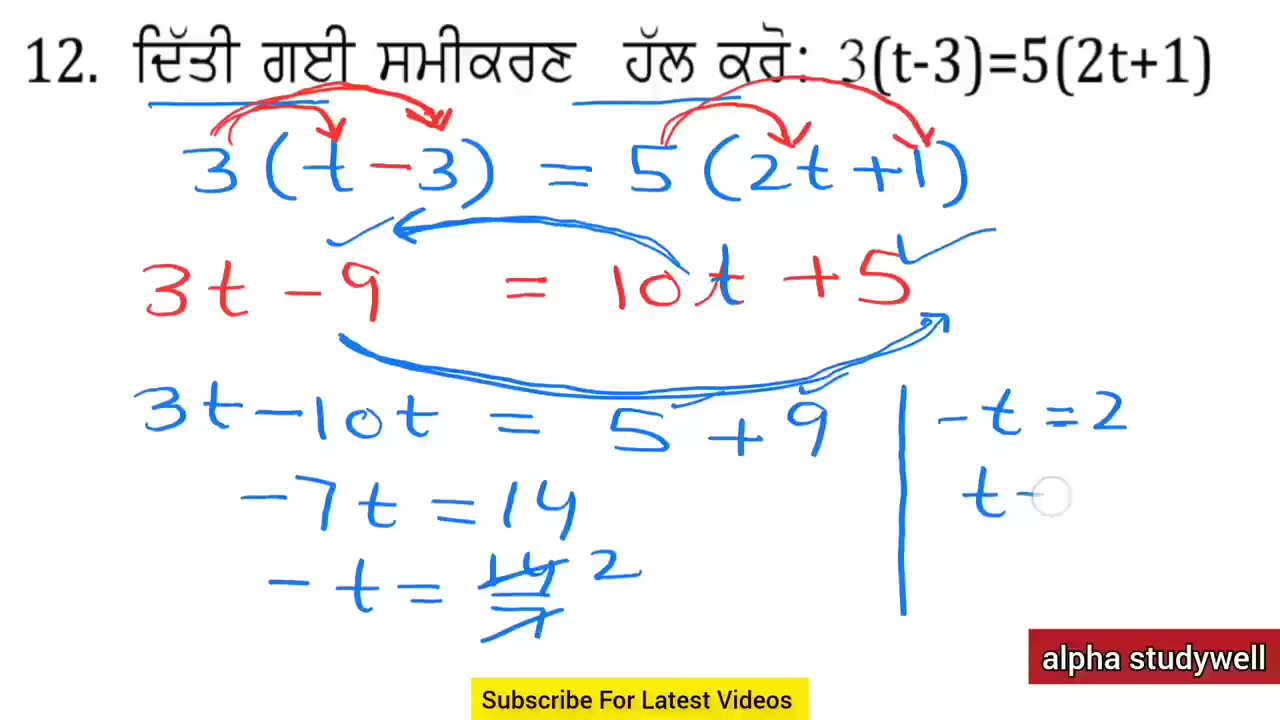 12. ਦਿੱਤੀ ਗਈ ਸਮੀਕਰਣ ਹੱਲ ਕਰੋ: 3(t-3)=5(2t+1)
3(t-3) = 5(2t+1)
3t - 9 = 10t + 5
3t - 10t = 5 + 9
-7t = 14
-t = 14/7 2
-t = 2
t -
alpha studywell
Subscribe For Latest Videos